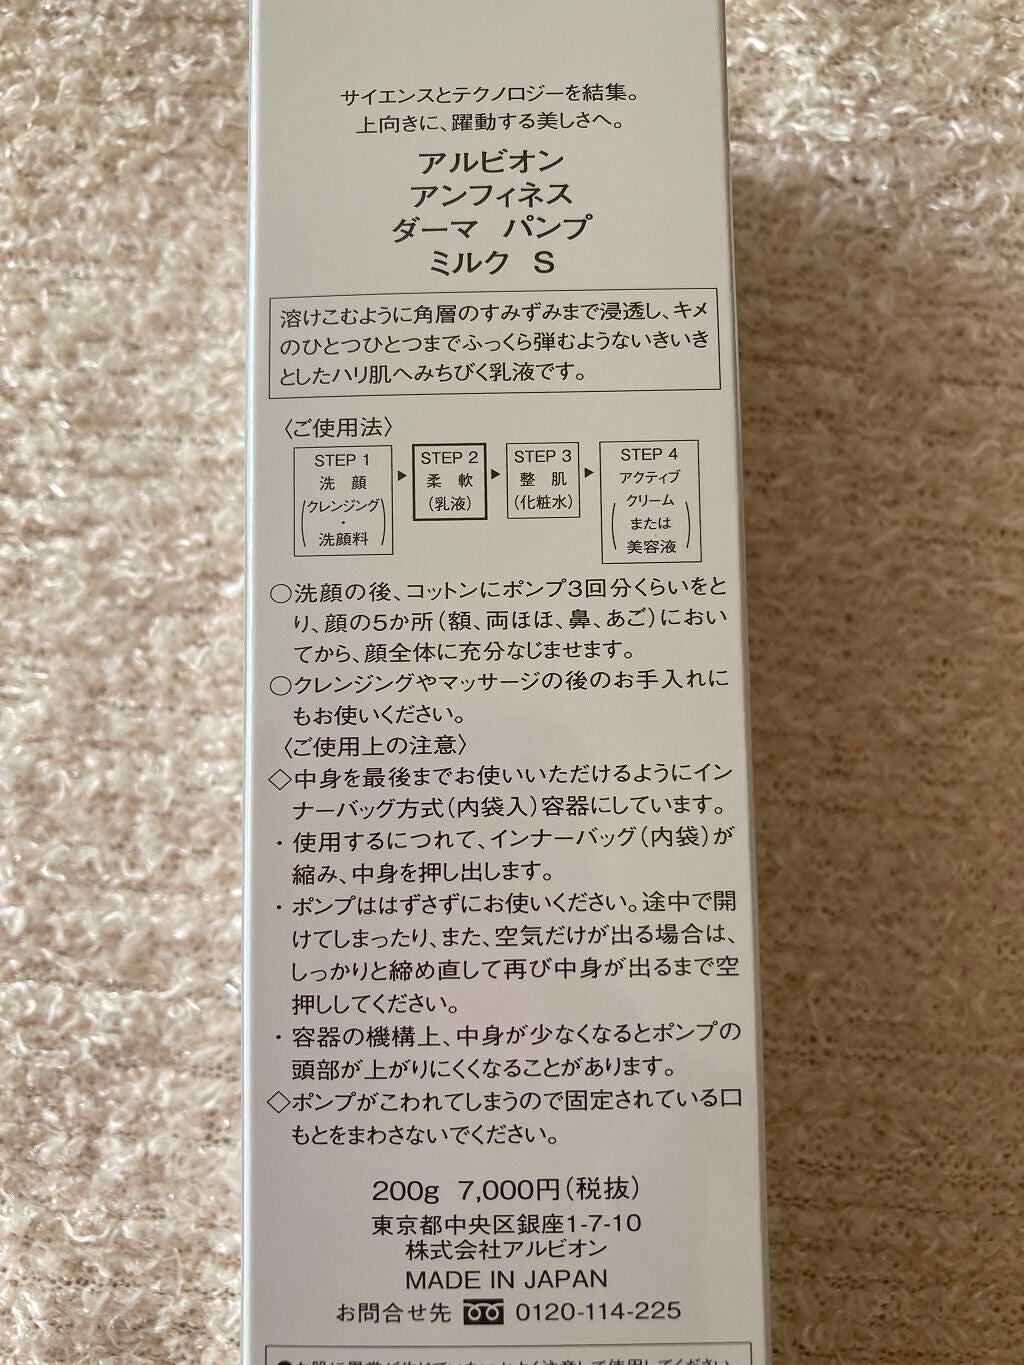 サイエンスとテクノロジーを結集。
上向きに、躍動する美しさへ。
アルビオン
アンフィネス
ダーマ パンプ
ミルク S
溶けこむように角層のすみずみまで浸透し、キメ
のひとつひとつまでふっくら弾むようないきいき
としたハリ肌へみちびく乳液です。
〈ご使用法〉
STEP 1
洗 顔
(クレンジング
・
洗顔料)
▶
STEP 2
柔 軟
(乳液)
▶
STEP 3
整 肌
(化粧水)
▶
STEP 4
アクティブ
(クリーム
または
美容液)
○洗顔の後、コットンにポンプ3回分くらいをと
り、顔の5か所(額、両ほほ、鼻、あご)におい
てから、顔全体に充分なじませます。
○クレンジングやマッサージの後のお手入れに
もお使いください。
〈ご使用上の注意〉
◇中身を最後までお使いいただけるようにイン
ナーバッグ方式(内袋入)容器にしています。
・使用するにつれて、インナーバッグ(内袋)が
縮み、中身を押し出します。
・ポンプははずさずにお使いください。途中で開
けてしまったり、また、空気だけが出る場合は、
しっかりと締め直して再び中身が出るまで空
押ししてください。
・容器の機構上、中身が少なくなるとポンプの
頭部が上がりにくくなることがあります。
◇ポンプがこわれてしまうので固定されている口
もとをまわさないでください。
200g 7,000円(税抜)
東京都中央区銀座1-7-10
株式会社アルビオン
MADE IN JAPAN
お問合せ先 0120-114-225